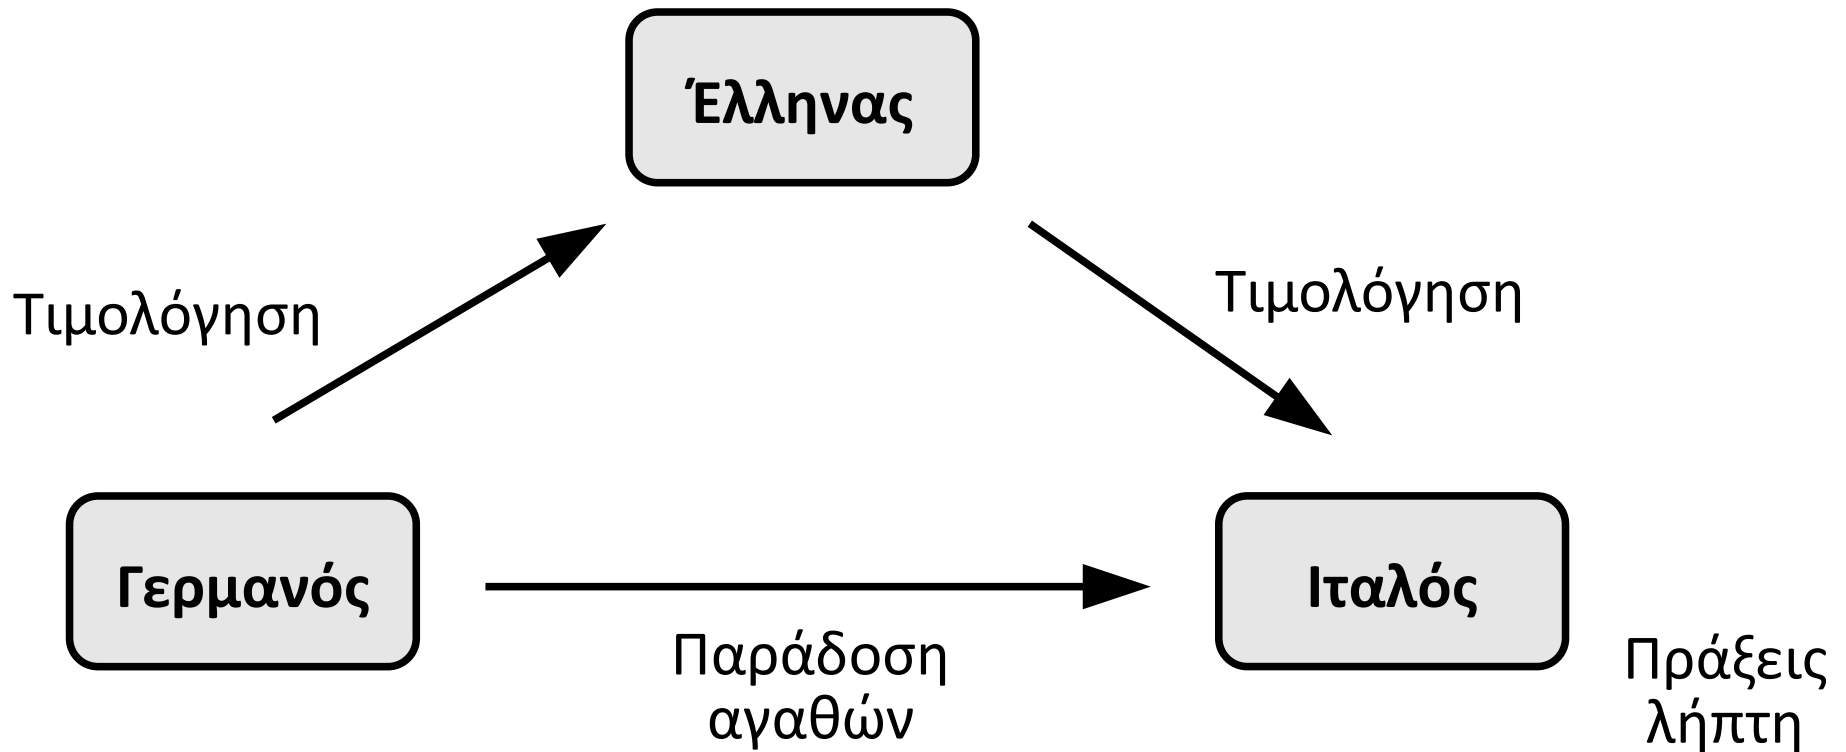 Έλληνας
Τιμολόγηση
Τιμολόγηση
Γερμανός
Ιταλός
Παράδοση
αγαθών
Πράξεις
λήπτη